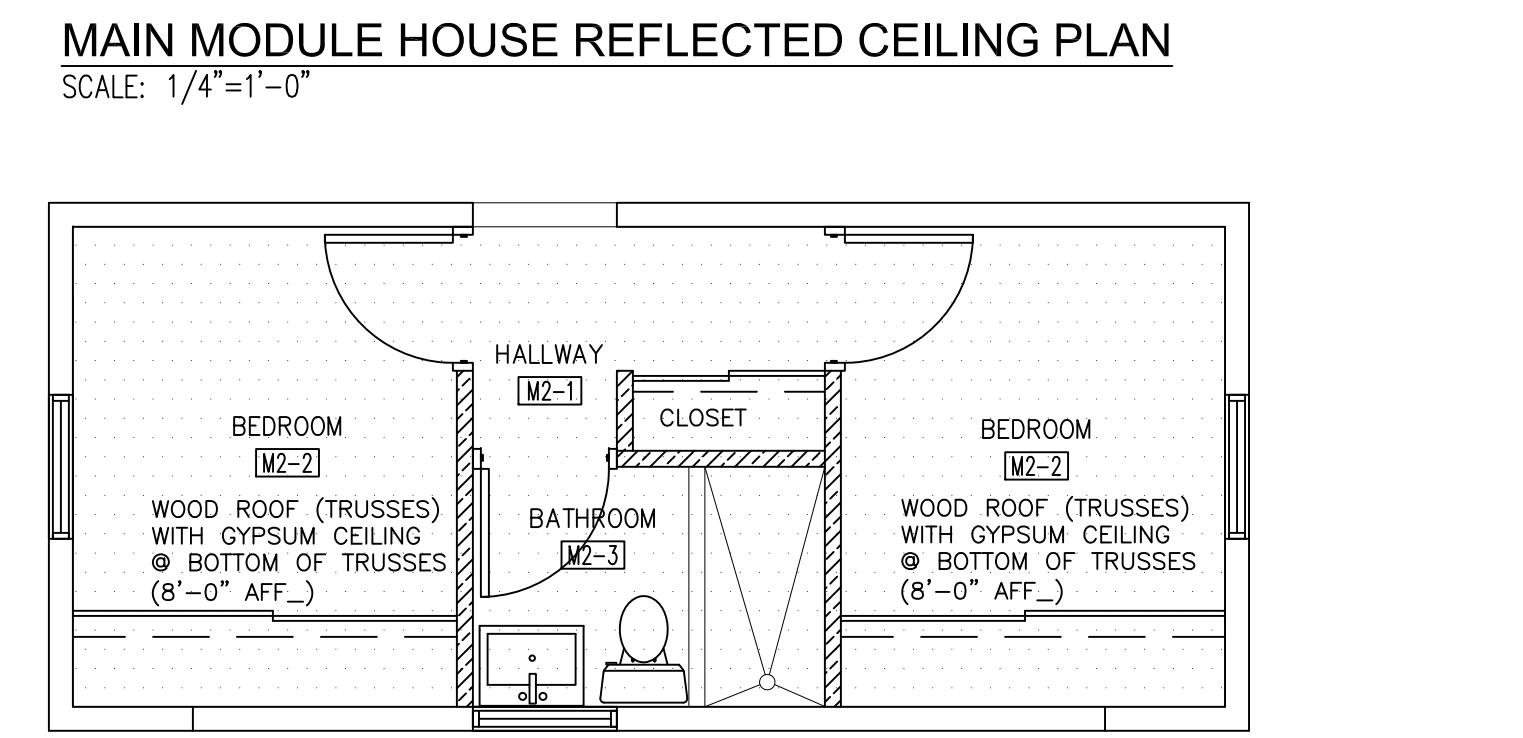 MAIN MODULE HOUSE REFLECTED CEILING PLAN
SCALE: 1/4"=1'-0"
HALLWAY
M2-1
CLOSET
BEDROOM
M2-2
WOOD ROOF (TRUSSES)
WITH GYPSUM CEILING
@ BOTTOM OF TRUSSES
(8'-0" AFF_)
BATHROOM
M2-3
BEDROOM
M2-2
WOOD ROOF (TRUSSES)
WITH GYPSUM CEILING
@ BOTTOM OF TRUSSES
(8'-0" AFF_)